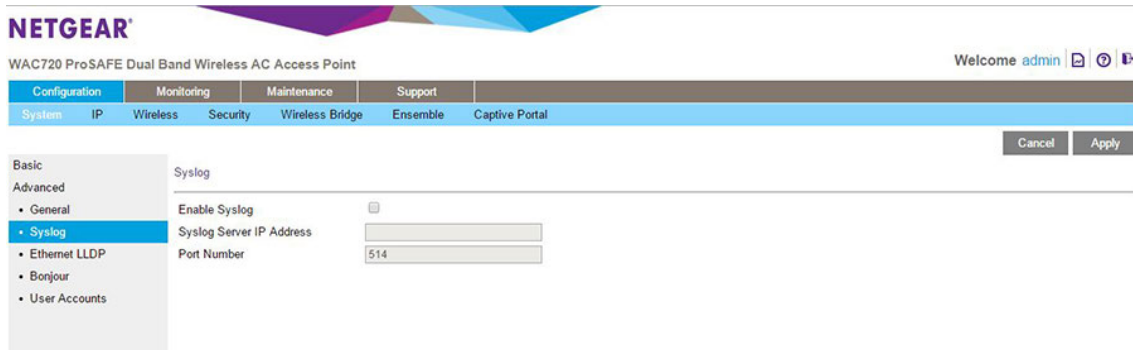 NETGEAR®
WAC720 ProSAFE Dual Band Wireless AC Access Point
Welcome admin
Configuration Monitoring Maintenance Support
System IP Wireless Security Wireless Bridge Ensemble Captive Portal
Cancel Apply
Basic
Advanced
• General
• Syslog
• Ethernet LLDP
• Bonjour
• User Accounts
Syslog
Enable Syslog
Syslog Server IP Address
Port Number 514